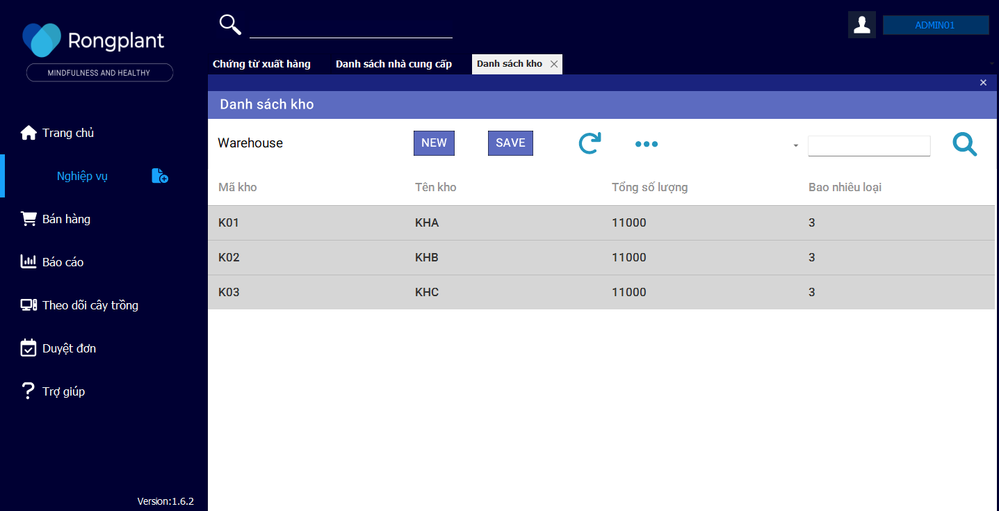 Rongplant
MINDFULNESS AND HEALTHY
Trang chủ
Nghiệp vụ
Bán hàng
Báo cáo
Theo dõi cây trồng
Duyệt đơn
Trợ giúp
Version:1.6.2
ADMIN01
Chứng từ xuất hàng Danh sách nhà cung cấp Danh sách kho
Danh sách kho
Warehouse NEW SAVE
Mã kho Tên kho Tổng số lượng Bao nhiêu loại
K01 KHA 11000 3
K02 KHB 11000 3
K03 KHC 11000 3